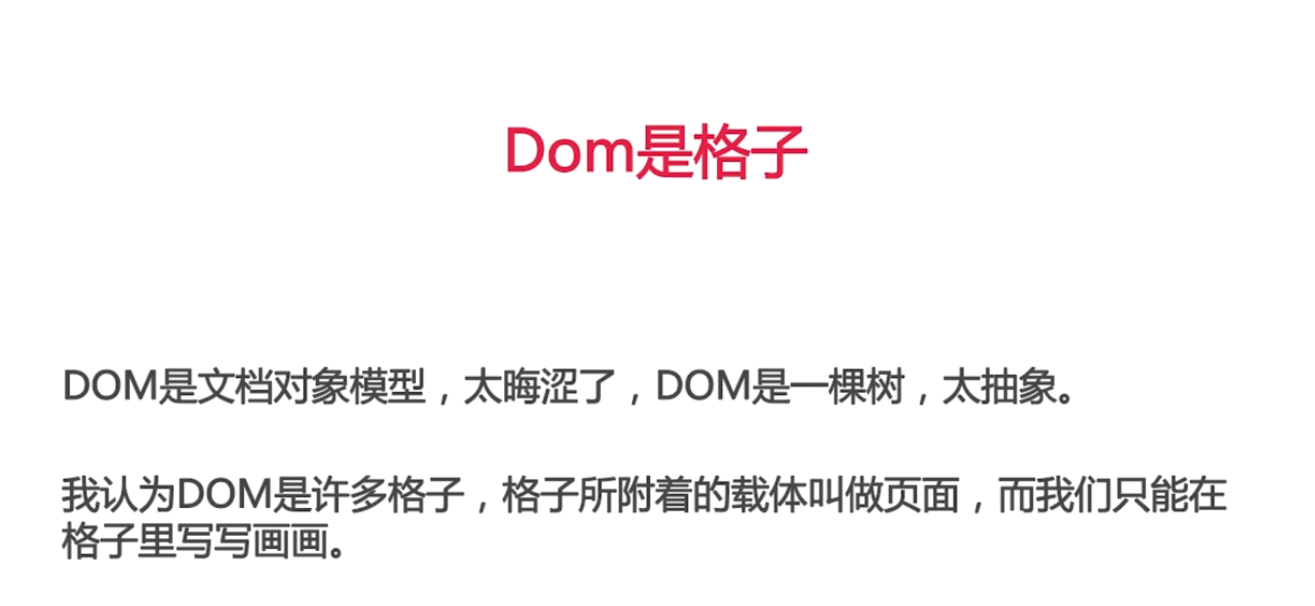 Dom是格子
DOM是文档对象模型，太晦涩了，DOM是一棵树，太抽象。
我认为DOM是许多格子，格子所附着的载体叫做页面，而我们只能在
格子里写写画画。